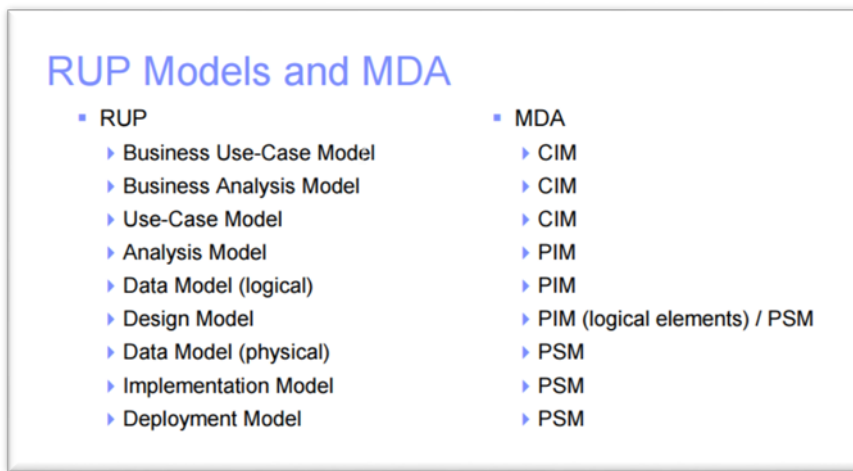 RUP Models and MDA
RUP
Business Use-Case Model
Business Analysis Model
Use-Case Model
Analysis Model
Data Model (logical)
Design Model
Data Model (physical)
Implementation Model
Deployment Model
MDA
CIM
CIM
CIM
PIM
PIM
PIM (logical elements) / PSM
PSM
PSM
PSM